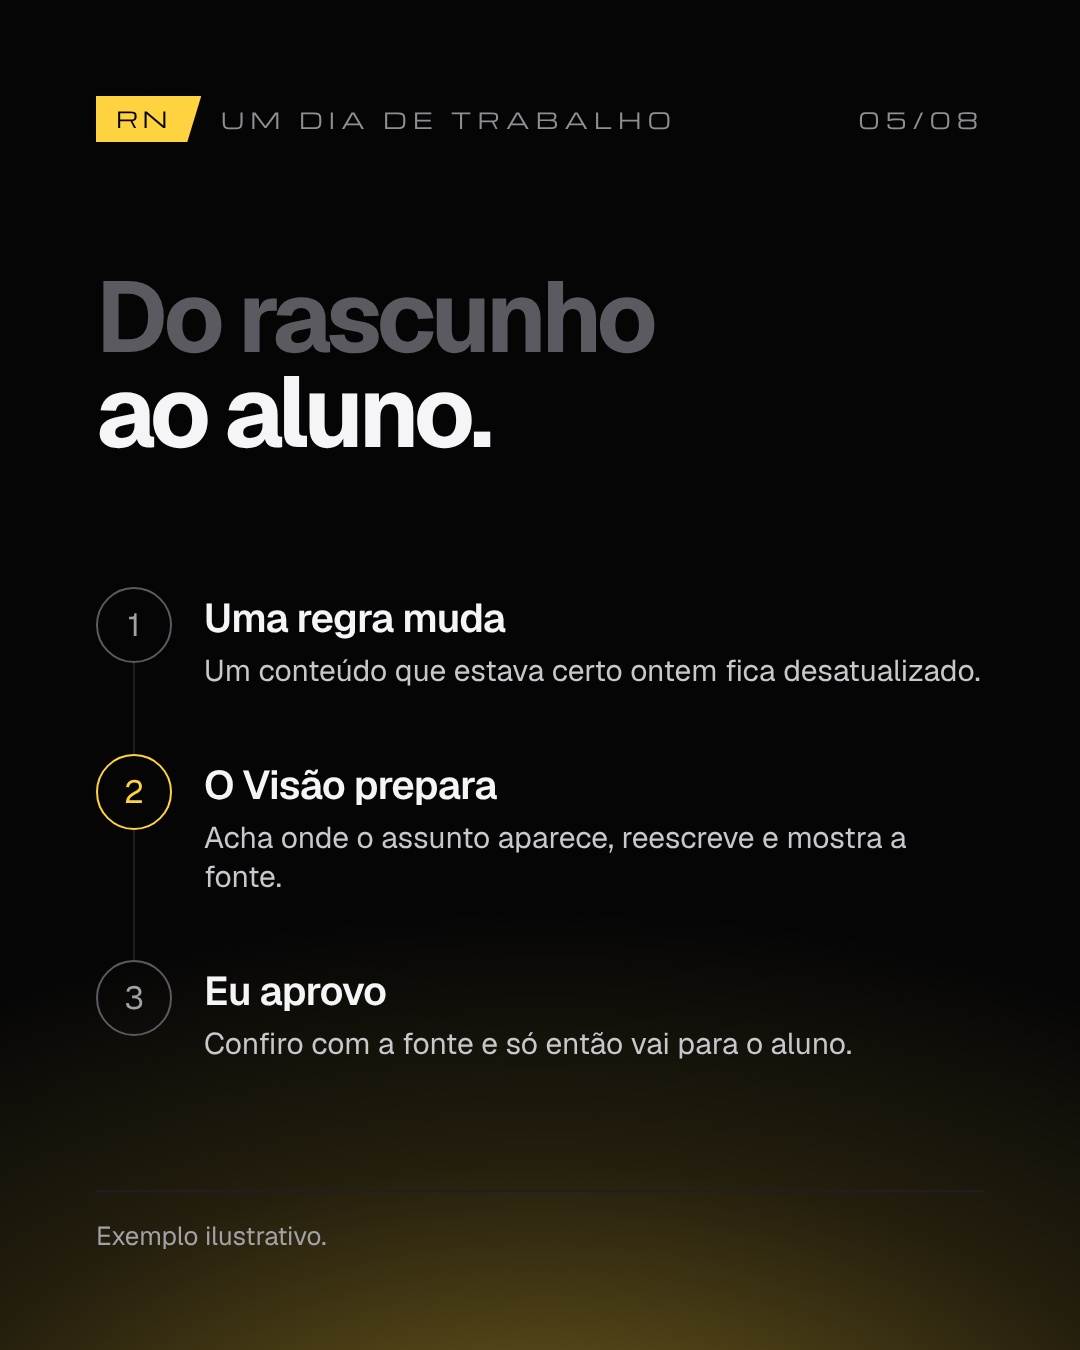 RN UM DIA DE TRABALHO 05/08
Do rascunho
ao aluno.
1 Uma regra muda
Um conteúdo que estava certo ontem fica desatualizado.
2 O Visão prepara
Acha onde o assunto aparece, reescreve e mostra a
fonte.
3 Eu aprovo
Confiro com a fonte e só então vai para o aluno.
Exemplo ilustrativo.